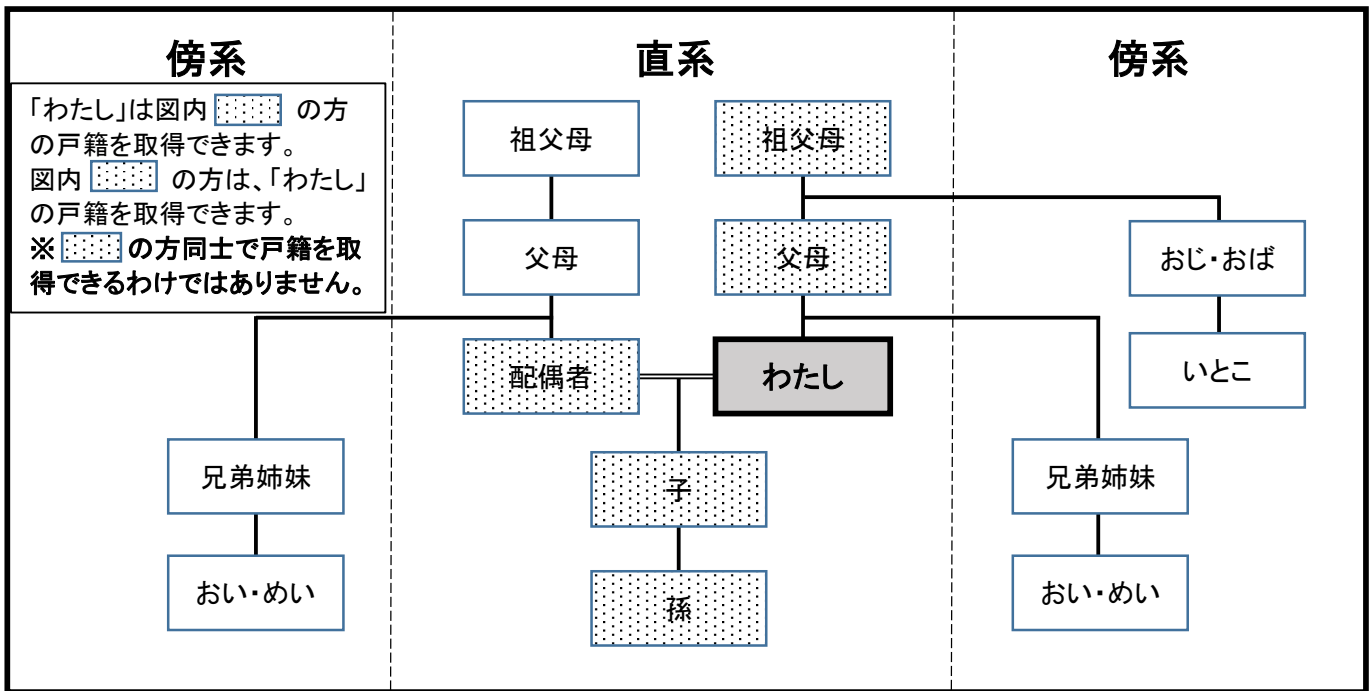 傍系
直系
傍系
「わたし」は図内 の方
の戸籍を取得できます。
図内 の方は、「わたし」
の戸籍を取得できます。
※ の方同士で戸籍を取
得できるわけではありません。
祖父母
祖父母
父母
父母
おじ・おば
配偶者
わたし
いとこ
兄弟姉妹
子
兄弟姉妹
おい・めい
孫
おい・めい